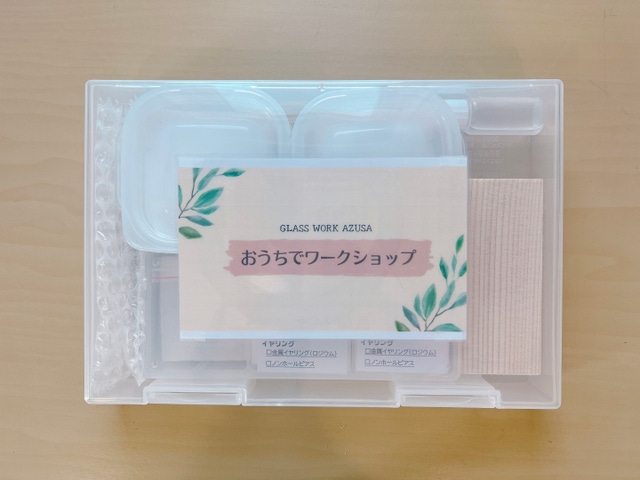 GLASS WORK AZUSA
おうちでワークショップ
イヤリング
☐金属イヤリング(ロジウム)
☐ノンホールピアス
イヤリング
☐金属イヤリング(ロジウム)
☐ノンホールピアス